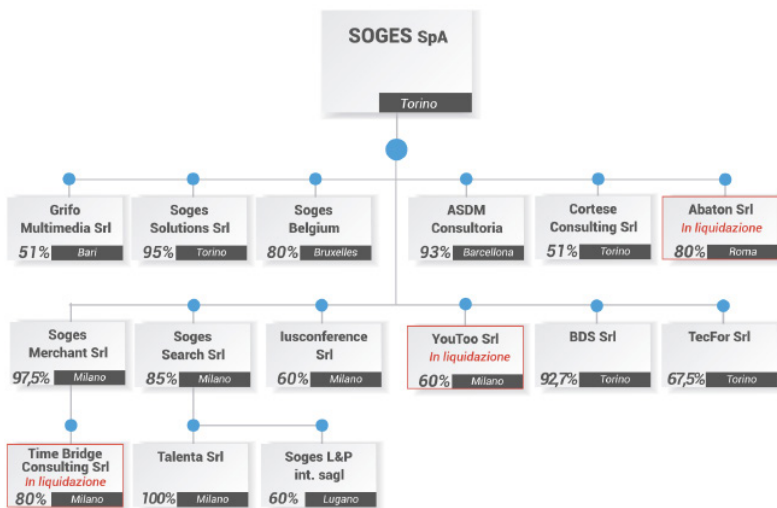 SOGES SpA
Torino
Grifo
Multimedia Srl
51% Bari
Soges
Solutions Srl
95% Torino
Soges
Belgium
80% Bruxelles
ASDM
Consultoria
93% Barcellona
Cortese
Consulting Srl
51% Torino
Abaton Srl
In liquidazione
80% Roma
Soges
Merchant Srl
97,5% Milano
Soges
Search Srl
85% Milano
Iusconference
Srl
60% Milano
YouToo Srl
In liquidazione
60% Milano
BDS Srl
92,7% Torino
TecFor Srl
67,5% Torino
Time Bridge
Consulting Srl
In liquidazione
80% Milano
Talenta Srl
100% Milano
Soges L&P
int. sagl
60% Lugano